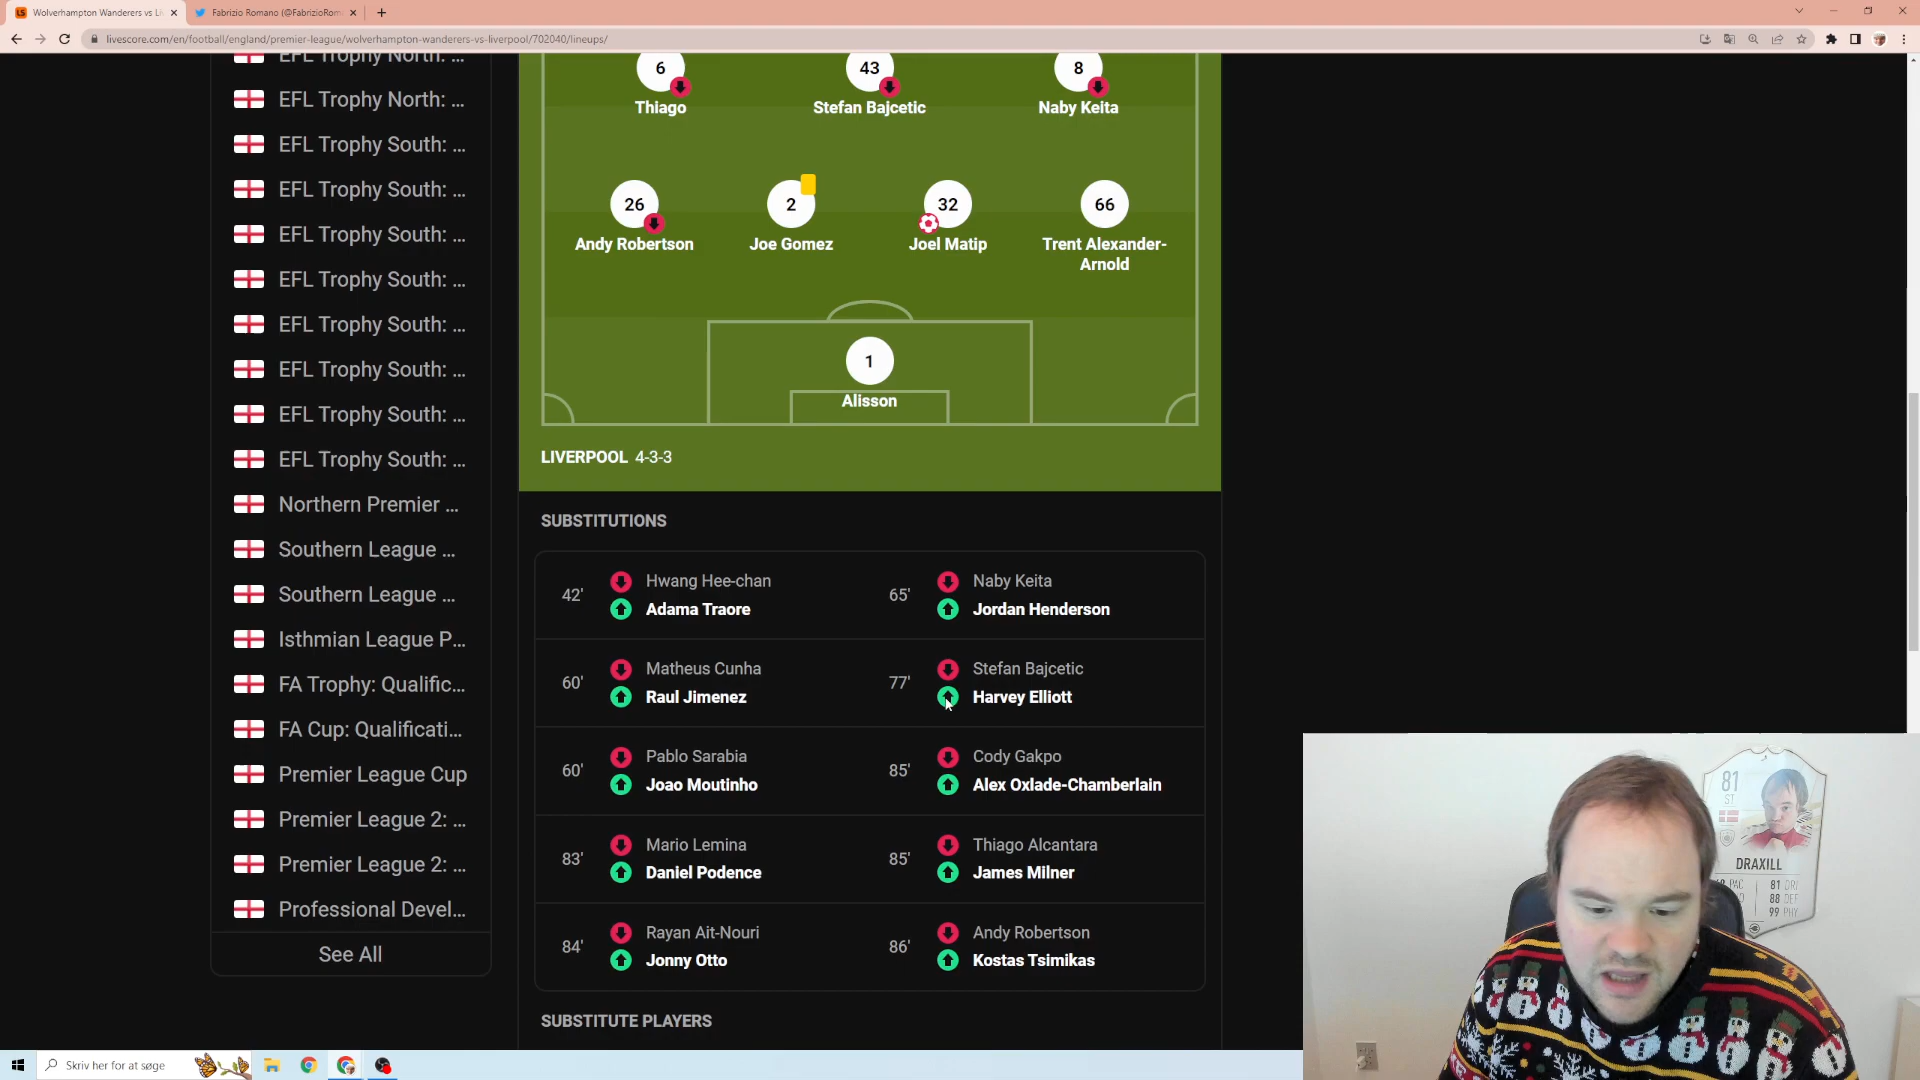 Wolverhampton Wanderers vs Li
Fabrizio Romano (@FabrizioRom
livescore.com/en/football/england/premier-league/wolverhampton-wanderers-vs-liverpool/702040/lineups/
EFL Trophy North: ...
EFL Trophy North: ...
EFL Trophy South: ...
EFL Trophy South: ...
EFL Trophy South: ...
EFL Trophy South: ...
EFL Trophy South: ...
EFL Trophy South: ...
EFL Trophy South: ...
EFL Trophy South: ...
Northern Premier ...
Southern League ...
Southern League ...
Isthmian League P...
FA Trophy: Qualific...
FA Cup: Qualificati...
Premier League Cup
Premier League 2: ...
Premier League 2: ...
Professional Devel...
See All
6
43
8
Thiago
Stefan Bajcetic
Naby Keita
26
2
32
66
Andy Robertson
Joe Gomez
Joel Matip
Trent Alexander-
Arnold
1
Alisson
LIVERPOOL 4-3-3
SUBSTITUTIONS
42'
Hwang Hee-chan
Adama Traore
65'
Naby Keita
Jordan Henderson
60'
Matheus Cunha
Raul Jimenez
77'
Stefan Bajcetic
Harvey Elliott
60'
Pablo Sarabia
Joao Moutinho
85'
Cody Gakpo
Alex Oxlade-Chamberlain
83'
Mario Lemina
Daniel Podence
85'
Thiago Alcantara
James Milner
84'
Rayan Ait-Nouri
Jonny Otto
86'
Andy Robertson
Kostas Tsimikas
SUBSTITUTE PLAYERS
81
ST
DRAXILL
PAC
81 DRI
88 DEF
99 PHY
Skriv her for at søge